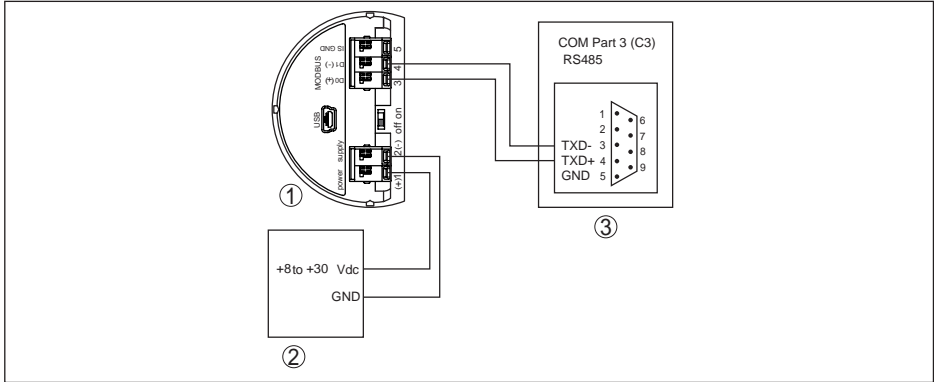 IS GND
D1 (-)
D0 (+)
MODBUS
USB
power supply
5
4
3
off on
2(-)
(+)1
1
+8to +30 Vdc
GND
2
COM Part 3 (C3)
RS485
1
2
TXD- 3
TXD+ 4
GND 5
6
7
8
9
3